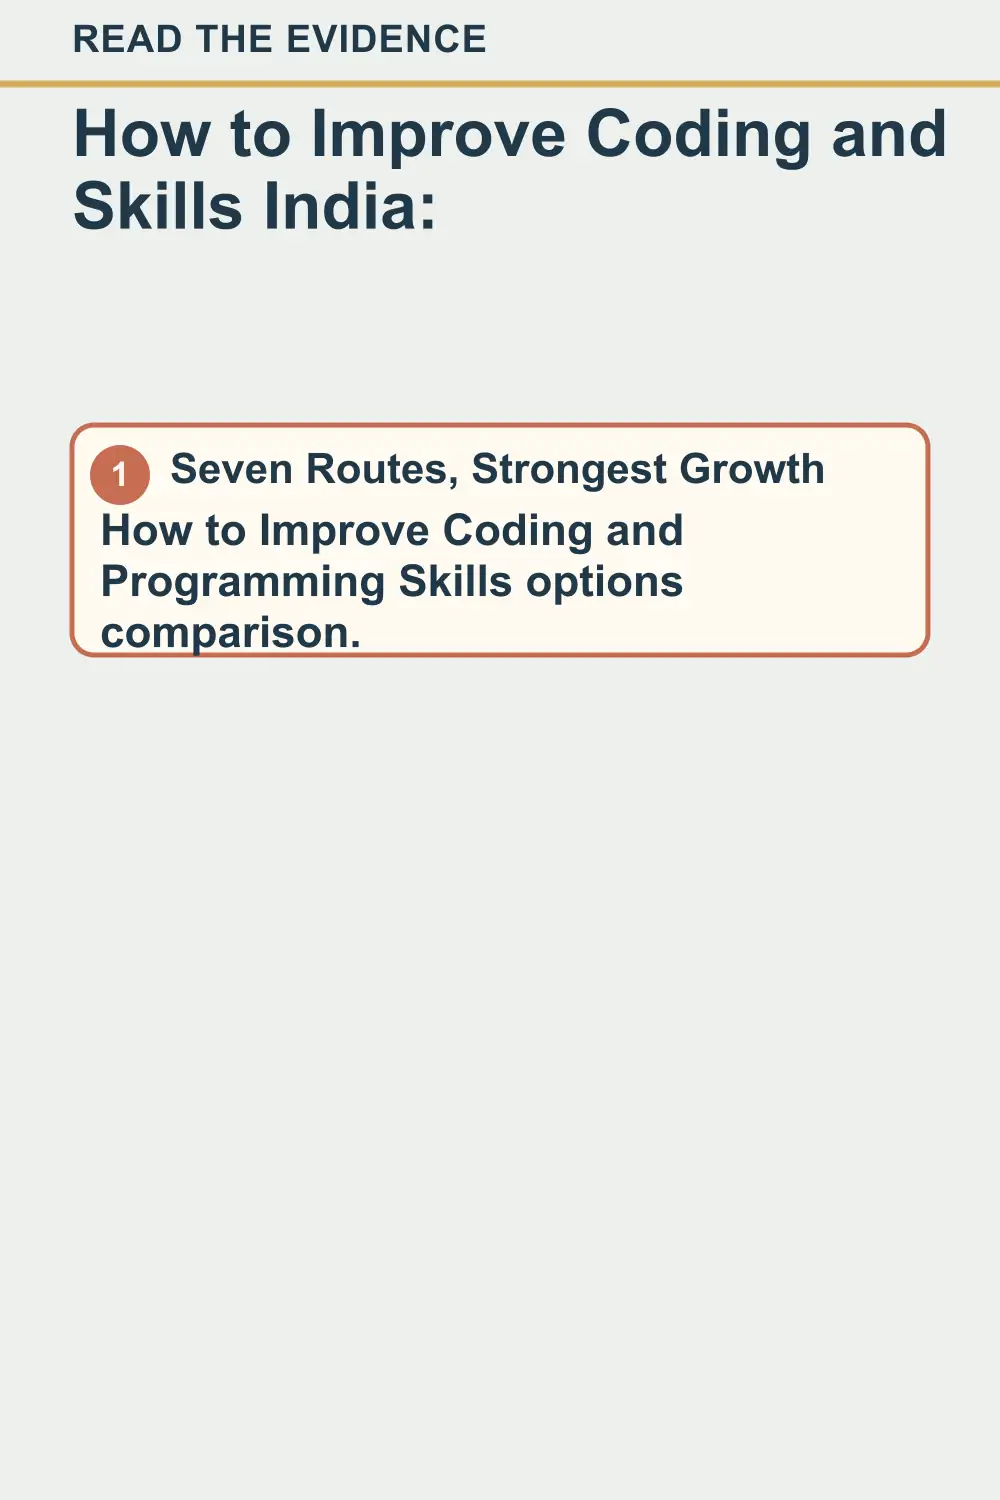 READ THE EVIDENCE
How to Improve Coding and
Skills India:
1 Seven Routes, Strongest Growth
How to Improve Coding and
Programming Skills options
comparison.